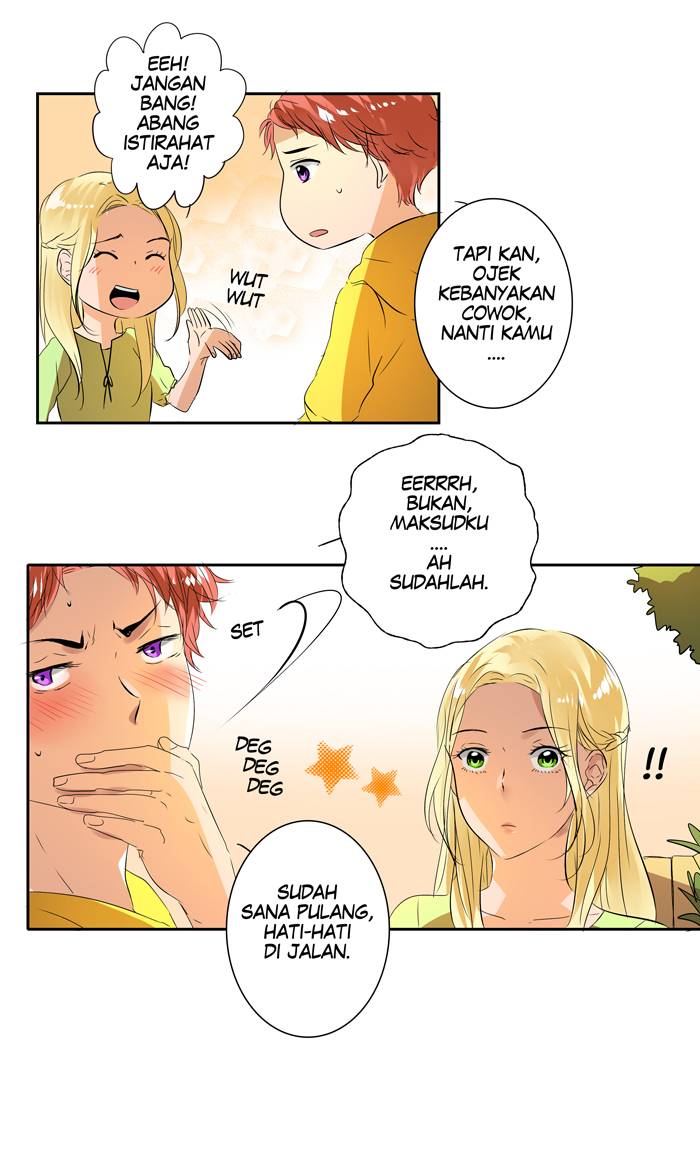 EEH!
JANGAN
BANG!
ABANG
ISTIRAHAT
AJA!
WUT
WUT
TAPI KAN,
OJEK
KEBANYAKAN
COWOK,
NANTI KAMU
....
EERRRH,
BUKAN,
MAKSUDKU
....
AH
SUDAHLAH.
SET
DEG
DEG
DEG
!!
SUDAH
SANA PULANG,
HATI-HATI
DI JALAN.